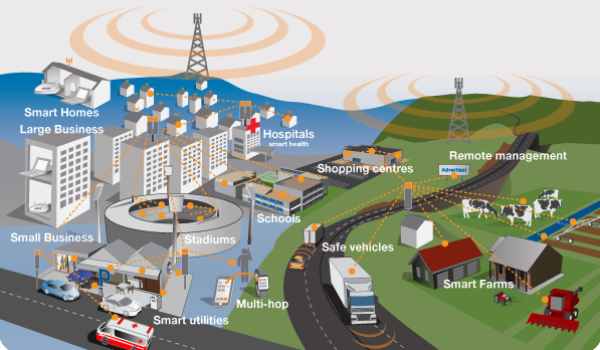 Smart Homes
Large Business
Hospitals
smart health
Shopping centres
Advertise!
Remote management
Schools
Small Business
Stadiums
Safe vehicles
P
Multi-hop
Smart Farms
Smart utilities